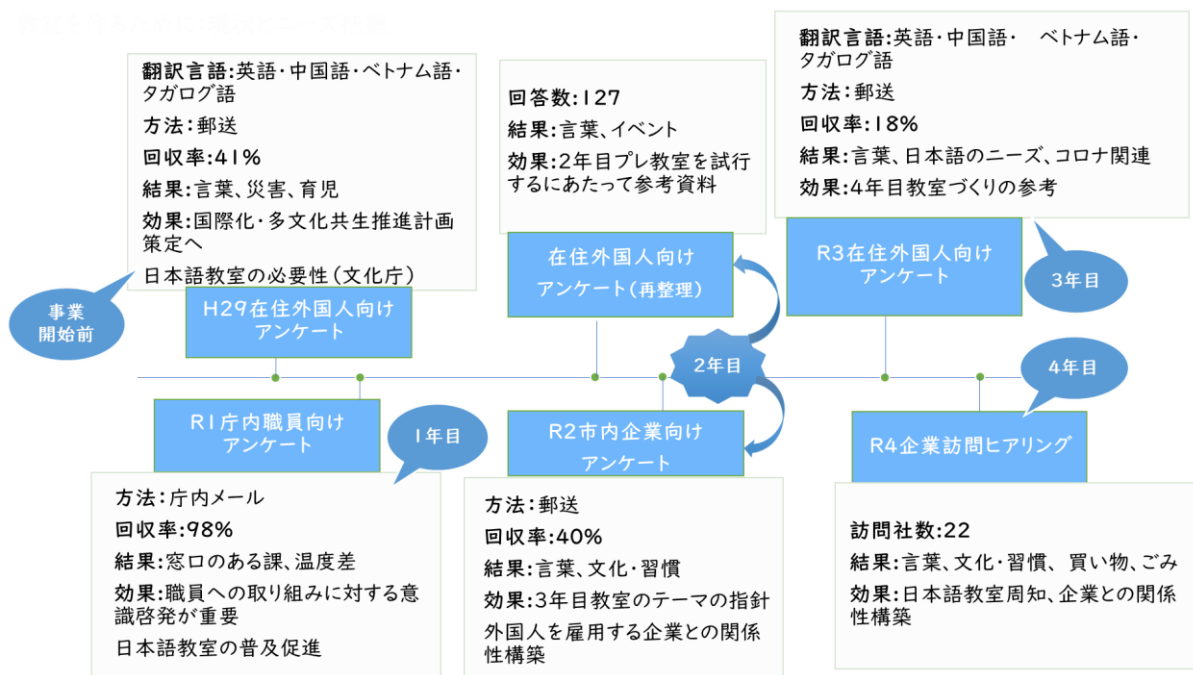 翻訳言語:英語・中国語・ベトナム語・
タガログ語
方法:郵送
回収率:41%
結果:言葉、災害、育児
効果:国際化・多文化共生推進計画
策定へ
日本語教室の必要性(文化庁)
事業
開始前
H29在住外国人向け
アンケート
回答数:127
結果:言葉、イベント
効果:2年目プレ教室を試行
するにあたって参考資料
在住外国人向け
アンケート(再整理)
翻訳言語:英語・中国語・ ベトナム語・
タガログ語
方法:郵送
回収率:18%
結果:言葉、日本語のニーズ、コロナ関連
効果:4年目教室づくりの参考
R3在住外国人向け
アンケート
3年目
2年目
4年目
R1庁内職員向け
アンケート
1年目
方法:庁内メール
回収率:98%
結果:窓口のある課、温度差
効果:職員への取り組みに対する意
識啓発が重要
日本語教室の普及促進
R2市内企業向け
アンケート
方法:郵送
回収率:40%
結果:言葉、文化・習慣
効果:3年目教室のテーマの指針
外国人を雇用する企業との関係
性構築
R4企業訪問ヒアリング
訪問社数:22
結果:言葉、文化・習慣、買い物、ごみ
効果:日本語教室周知、企業との関係
性構築